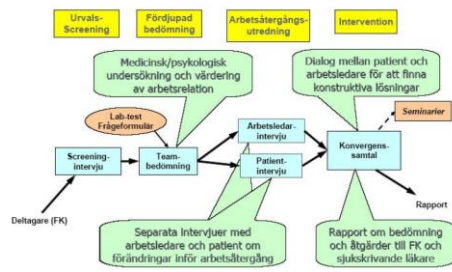 Urvals-
Screening
Fördjupad
bedömning
Arbetsåtergångs-
utredning
Intervention
Medicinsk/psykologisk
undersökning och värdering
av arbetsrelation
Dialog mellan patient och
arbetsledare för att finna
konstruktiva lösningar
Lab-test
Frågeformulär
Seminarier
Screening-
intervju
Team-
bedömning
Arbetsledar-
intervju
Patient-
intervju
Konvergens-
samtal
Deltagare (FK)
Rapport
Separata intervjuer med
arbetsledare och patient om
förändringar inför arbetsåtergång
Rapport om bedömning
och åtgärder till FK och
sjukskrivande läkare